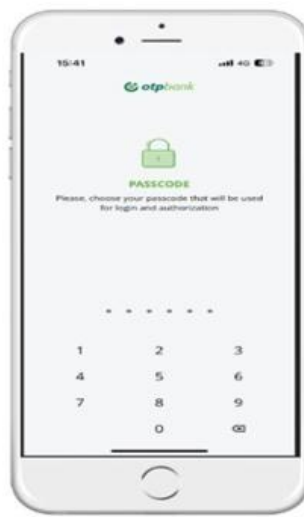 15:41
4G
otpbank
PASSCODE
Please, choose your passcode that will be used
for login and authorization
1 2 3
4 5 6
7 8 9
0